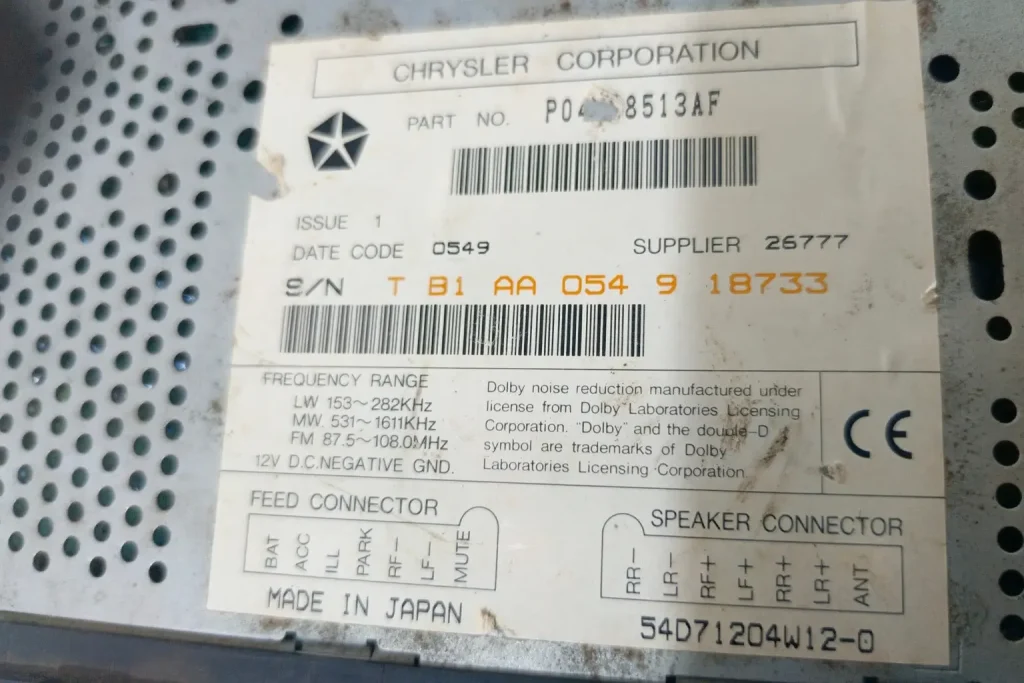 CHRYSLER CORPORATION
PART NO.
ISSUE 1
DATE CODE 0549 SUPPLIER 26777
S/N T B1 AA 054 9 18733
FREQUENCY RANGE
LW 153~282KHz
MW 531~1611KHz
FM 87.5~108.0MHz
12V D.C.NEGATIVE GND.
Dolby noise reduction manufactured under
license from Dolby Laboratories Licensing
Corporation. "Dolby" and the double-D
symbol are trademarks of Dolby
Laboratories Licensing Corporation
CE
FEED CONNECTOR
BAT
ACC
ILL
PARK
RF-
LF-
MUTE
SPEAKER CONNECTOR
RR-
LR-
RF+
LF+
RR+
LR+
ANT
MADE IN JAPAN
54D71204W12-0